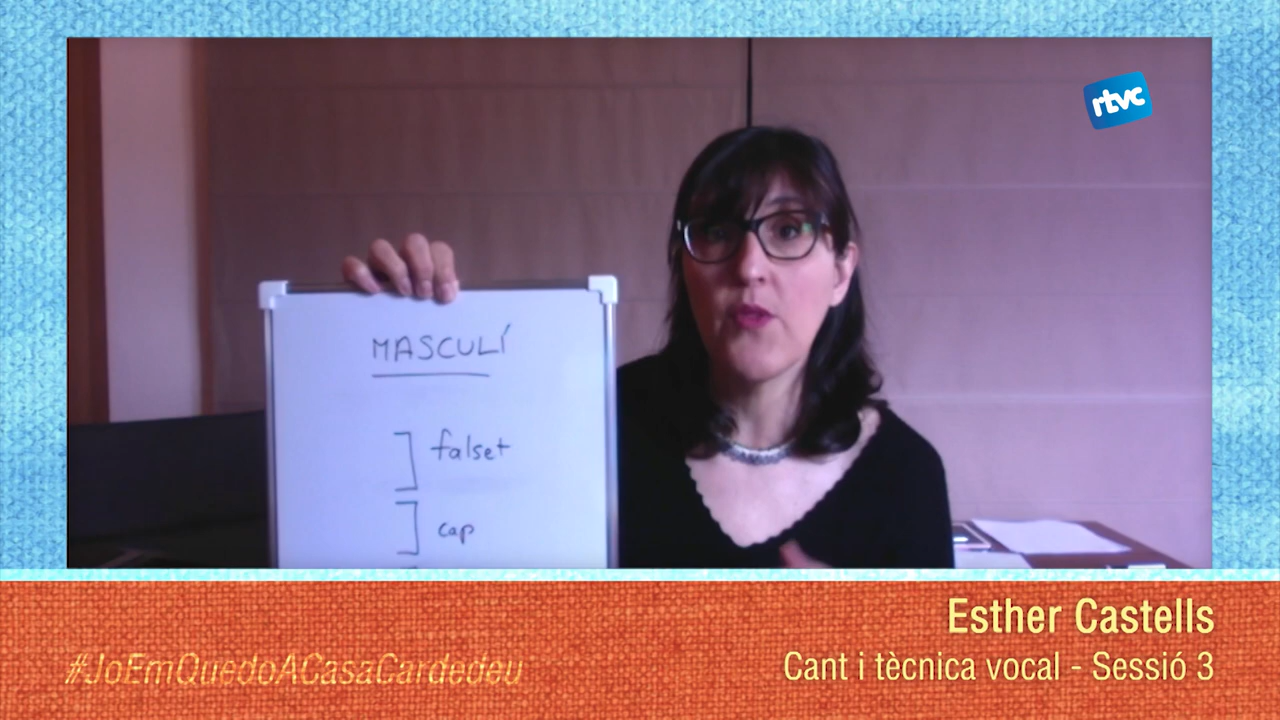 rtvc
MASCULÍ
falset
cap
Esther Castells
#JoEmQuedoACasaCardedeu
Cant i tècnica vocal - Sessió 3